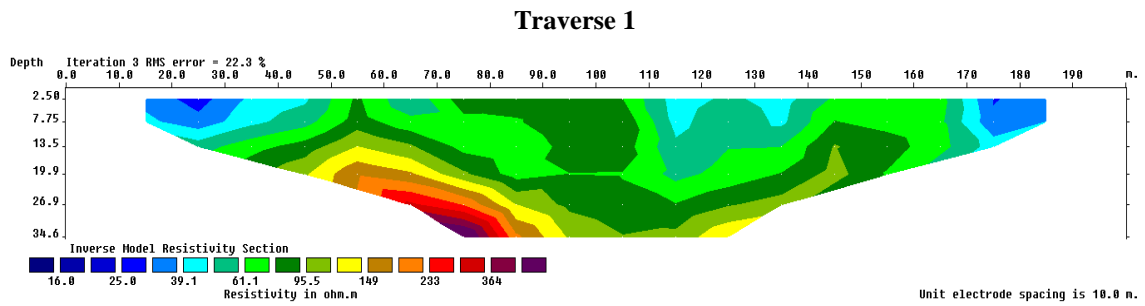 Traverse 1
Depth Iteration 3 RMS error = 22.3 %
0.0 10.0 20.0 30.0 40.0 50.0 60.0 70.0 80.0 90.0 100 110 120 130 140 150 160 170 180 190 m.
2.50
7.75
13.5
19.9
26.9
34.6
Inverse Model Resistivity Section
16.0 25.0 39.1 61.1 95.5 149 233 364
Resistivity in ohm.m Unit electrode spacing is 10.0 m.